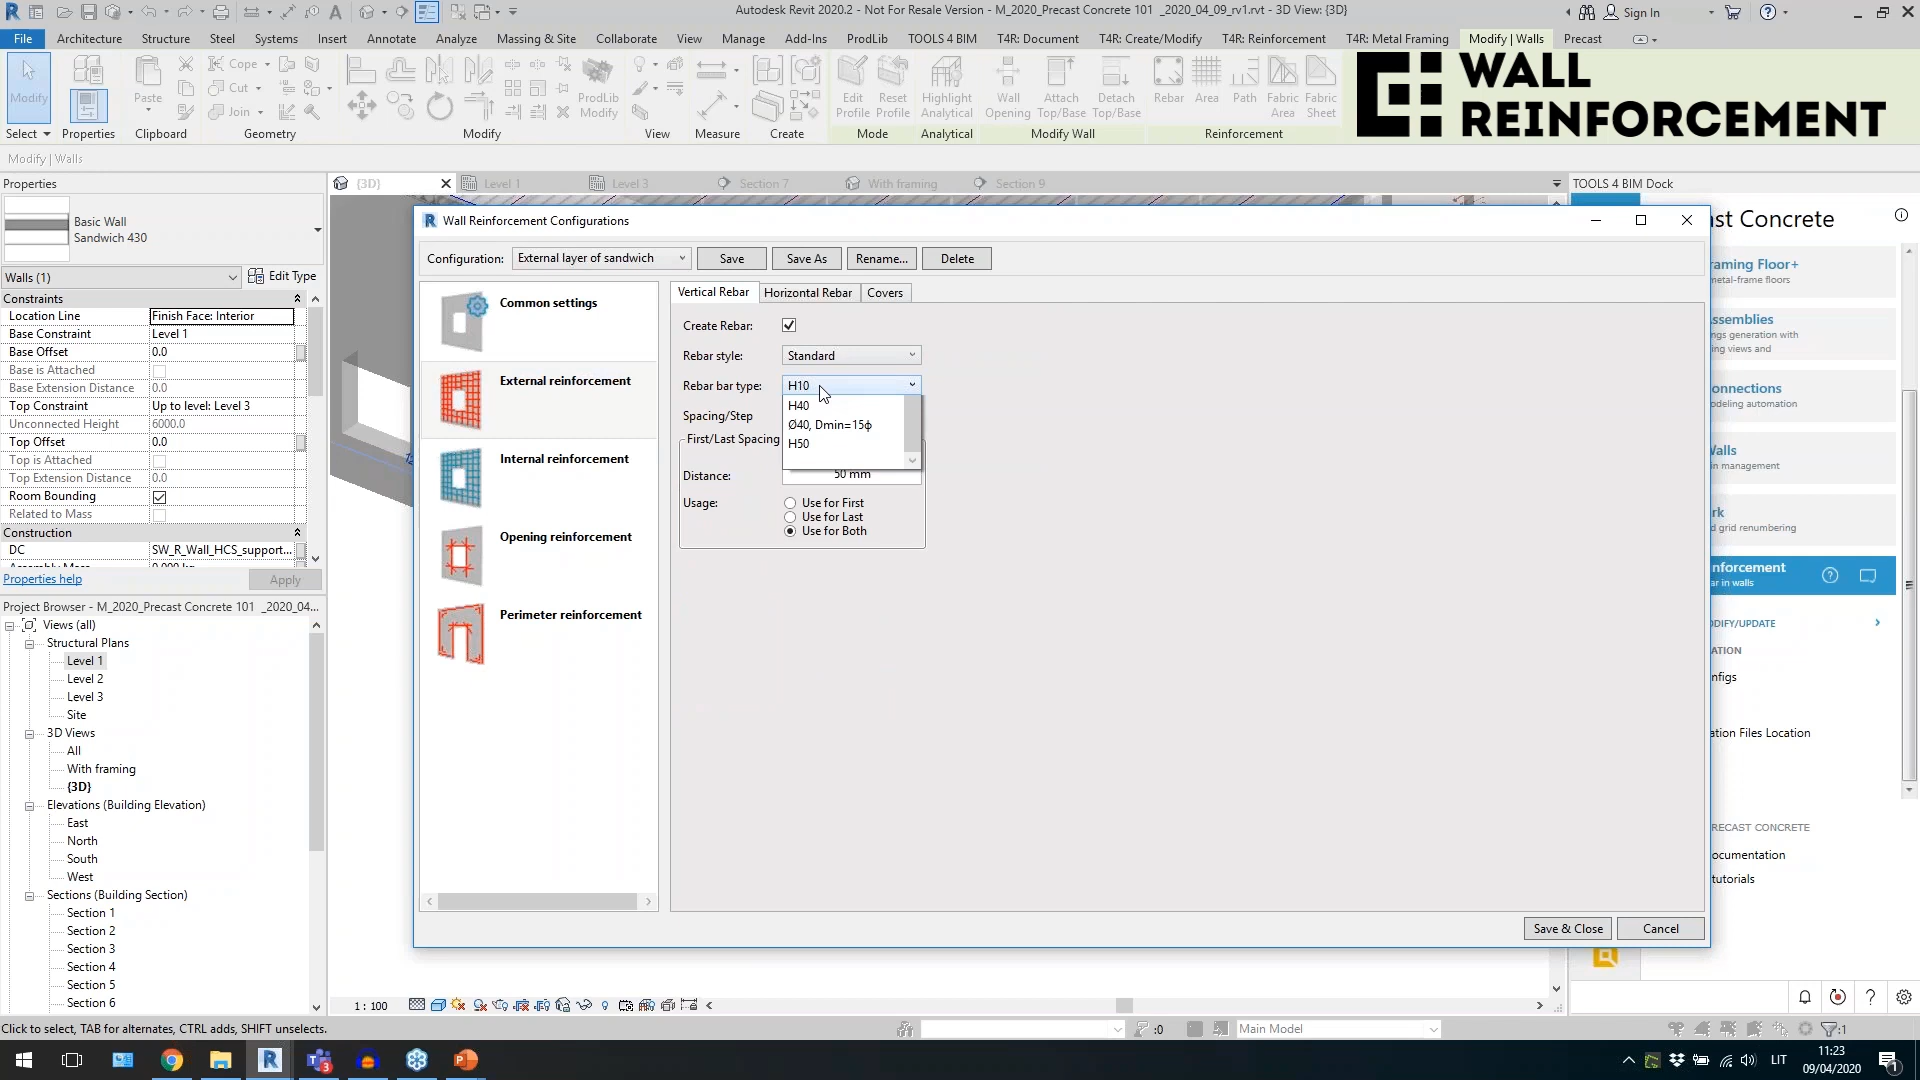 Autodesk Revit 2020.2 - Not For Resale Version - M_2020_Precast Concrete 101 _2020_04_09_rv1.rvt - 3D View: {3D}
Sign In
File Architecture Structure Steel Systems Insert Annotate Analyze Massing & Site Collaborate View Manage Add-Ins ProdLib TOOLS 4 BIM T4R: Document T4R: Create/Modify T4R: Reinforcement T4R: Metal Framing Modify | Walls Precast
Modify
Paste
Cope
Cut
Join
ProdLib
Modify
Edit
Profile
Reset
Profile
Highlight
Analytical
Wall
Opening
Attach
Top/Base
Detach
Top/Base
Rebar
Area
Path
Fabric
Area
Fabric
Sheet
Select Properties Clipboard Geometry Modify View Measure Create Mode Analytical Modify Wall Reinforcement
WALL
REINFORCEMENT
Modify | Walls
Properties
{3D} Level 1 Level 3 Section 7 With framing Section 9
TOOLS 4 BIM Dock
Basic Wall
Sandwich 430
Walls (1)
Edit Type
Constraints
Location Line Finish Face: Interior
Base Constraint Level 1
Base Offset 0.0
Base is Attached
Base Extension Distance 0.0
Top Constraint Up to level: Level 3
Unconnected Height 6000.0
Top Offset 0.0
Top is Attached
Top Extension Distance 0.0
Room Bounding
Related to Mass
Construction
DC SW_R_Wall_HCS_support...
Properties help
Apply
Project Browser - M_2020_Precast Concrete 101 _2020_04...
Views (all)
Structural Plans
Level 1
Level 2
Level 3
Site
3D Views
All
With framing
{3D}
Elevations (Building Elevation)
East
North
South
West
Sections (Building Section)
Section 1
Section 2
Section 3
Section 4
Section 5
Section 6
Wall Reinforcement Configurations
Configuration: External layer of sandwich Save Save As Rename... Delete
Common settings
External reinforcement
Internal reinforcement
Opening reinforcement
Perimeter reinforcement
Vertical Rebar Horizontal Rebar Covers
Create Rebar:
Rebar style: Standard
Rebar bar type: H10
H40
Ø40, Dmin=15ϕ
H50
Spacing/Step
First/Last Spacing
Distance: 50 mm
Usage: Use for First
Use for Last
Use for Both
Save & Close Cancel
ast Concrete
raming Floor+
metal-frame floors
ssemblies
ngs generation with
ing views and
onnections
odeling automation
Walls
in management
rk
d grid renumbering
nforcement
ar in walls
ODIFY/UPDATE
ATION
nfigs
ation Files Location
RECAST CONCRETE
ocumentation
tutorials
1 : 100
Click to select, TAB for alternates, CTRL adds, SHIFT unselects.
:0
Main Model
:1
3
LIT
11:23
09/04/2020
1